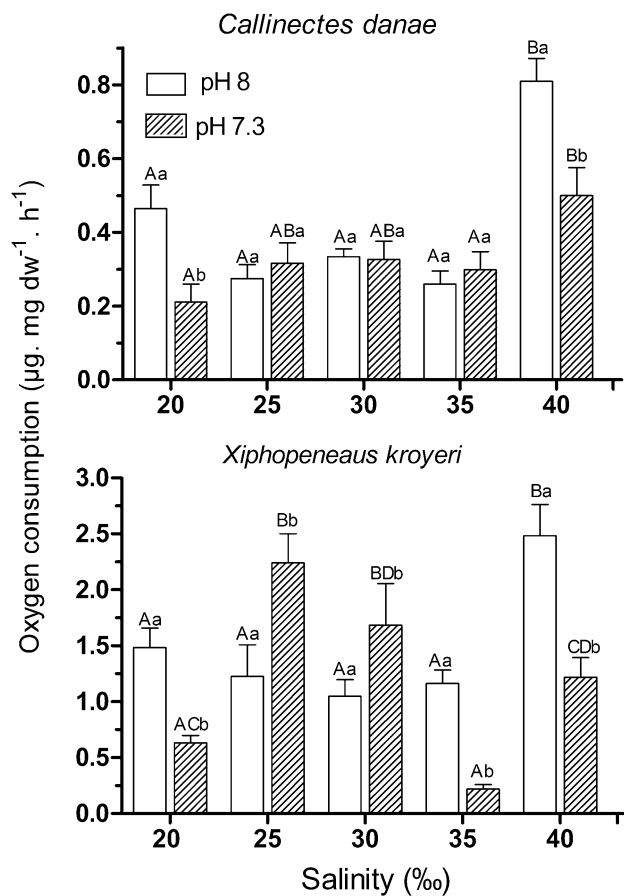 Callinectes danae
pH 8
pH 7.3
Oxygen consumption (µg. mg dw⁻¹ . h⁻¹)
0.8
0.6
0.4
0.2
0.0
Aa
Ab
Aa
ABa
Aa
ABa
Aa
Aa
Ba
Bb
20 25 30 35 40
Xiphopeneaus kroyeri
3.0
2.5
2.0
1.5
1.0
0.5
0.0
Aa
ACb
Aa
Bb
Aa
BDb
Aa
Ab
Ba
CDb
20 25 30 35 40
Salinity (‰)